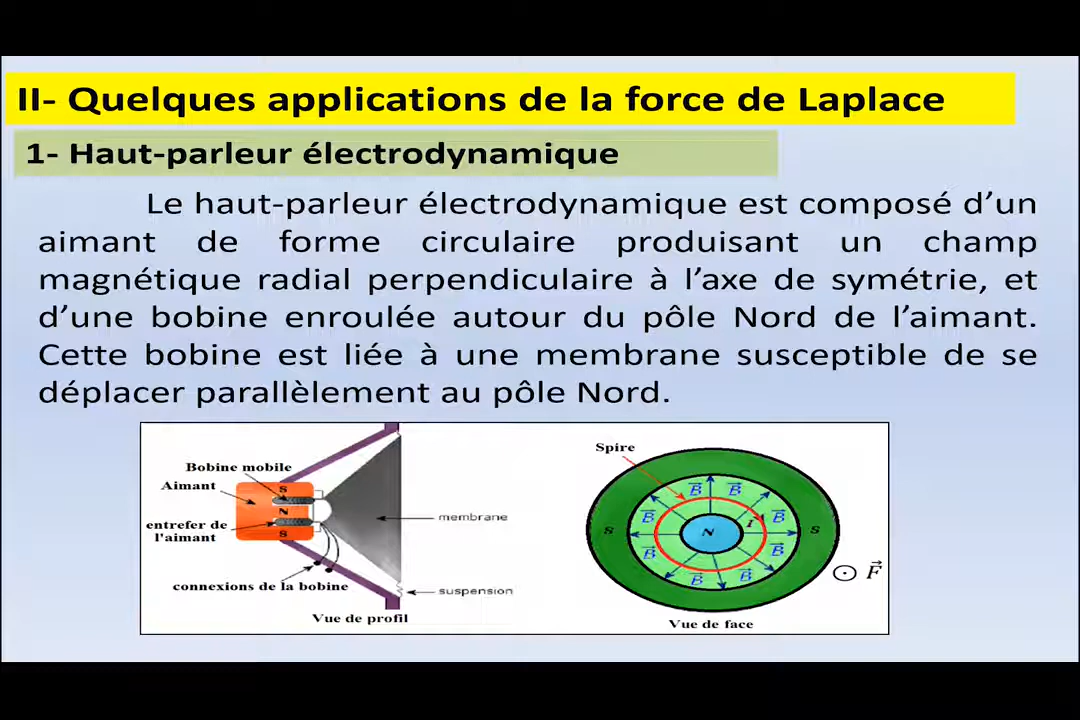 II- Quelques applications de la force de Laplace
1- Haut-parleur électrodynamique
Le haut-parleur électrodynamique est composé d’un
aimant de forme circulaire produisant un champ
magnétique radial perpendiculaire à l’axe de symétrie, et
d’une bobine enroulée autour du pôle Nord de l’aimant.
Cette bobine est liée à une membrane susceptible de se
déplacer parallèlement au pôle Nord.
Bobine mobile
Aimant
S
N
entrefer de
l'aimant
S
membrane
connexions de la bobine
suspension
Vue de profil
Spire
B⃗
B⃗
B⃗
B⃗
I
S
N
S
B⃗
B⃗
B⃗
B⃗
F⃗
Vue de face